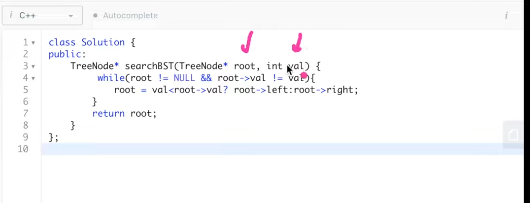 i C++ Autocomplete i
1 class Solution {
2 public:
3 TreeNode* searchBST(TreeNode* root, int val) {
4 while(root != NULL && root->val != val){
5 root = val<root->val? root->left:root->right;
6 }
7 return root;
8 }
9 };
10